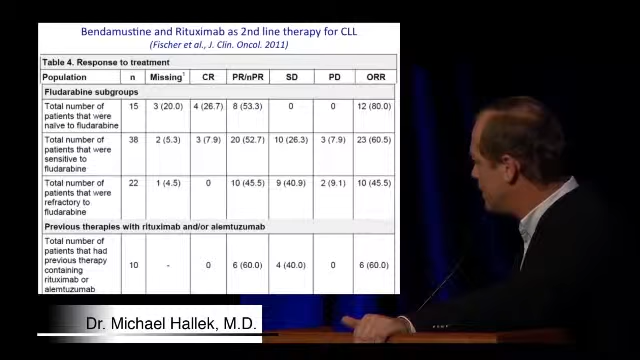 Bendamustine and Rituximab as 2nd line therapy for CLL
(Fischer et al., J. Clin. Oncol. 2011)
Table 4. Response to treatment
Population n Missing¹ CR PR/nPR SD PD ORR
Fludarabine subgroups
Total number of 15 3 (20.0) 4 (26.7) 8 (53.3) 0 0 12 (80.0)
patients that were
naïve to fludarabine
Total number of 38 2 (5.3) 3 (7.9) 20 (52.7) 10 (26.3) 3 (7.9) 23 (60.5)
patients that were
sensitive to
fludarabine
Total number of 22 1 (4.5) 0 10 (45.5) 9 (40.9) 2 (9.1) 10 (45.5)
patients that were
refractory to
fludarabine
Previous therapies with rituximab and/or alemtuzumab
Total number of
patients that had
previous therapy 10 - 0 6 (60.0) 4 (40.0) 0 6 (60.0)
containing
rituximab or
alemtuzumab
Dr. Michael Hallek, M.D.